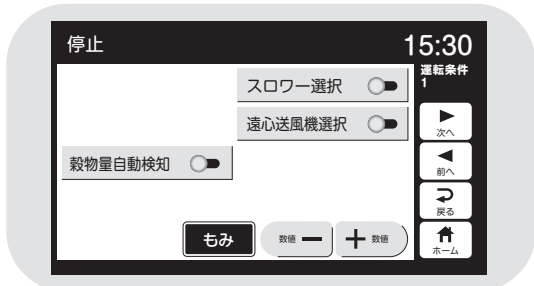 停止
15:30
運転条件
1
スロワー選択
遠心送風機選択
穀物量自動検知
次へ
前へ
戻る
ホーム
もみ
数値 ー
＋ 数値